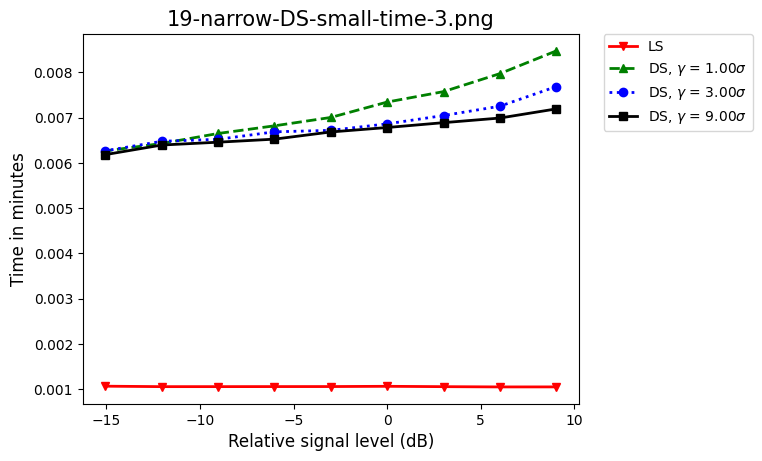 19-narrow-DS-small-time-3.png
LS
DS, γ = 1.00σ
DS, γ = 3.00σ
DS, γ = 9.00σ
Time in minutes
0.008
0.007
0.006
0.005
0.004
0.003
0.002
0.001
−15
−10
−5
0
5
10
Relative signal level (dB)